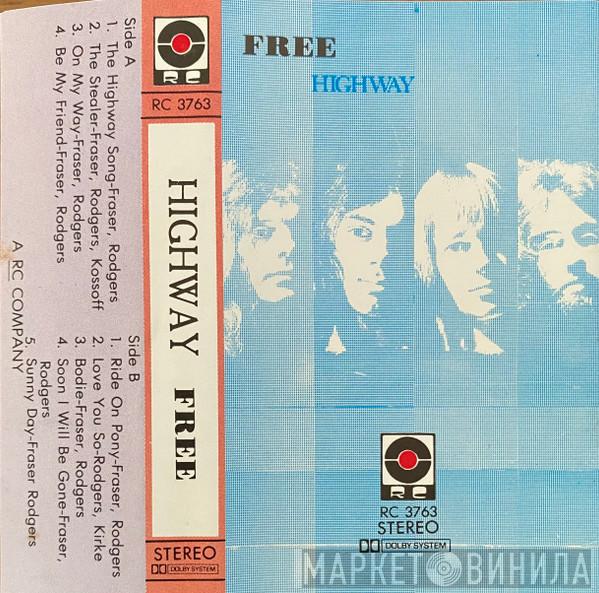 Side A
1. The Highway Song-Fraser, Rodgers
2. The Stealer-Fraser, Rodgers, Kossoff
3. On My Way-Fraser, Rodgers
4. Be My Friend-Fraser, Rodgers
Side B
1. Ride On Pony-Fraser, Rodgers
2. Love You So-Rodgers, Kirke
3. Bodie-Fraser, Rodgers
4. Soon I Will Be Gone-Fraser,
Rodgers
5. Sunny Day-Fraser Rodgers
A RC COMPANY
RC
RC 3763
HIGHWAY FREE
STEREO
DOLBY SYSTEM
FREE
HIGHWAY
RC
RC 3763
STEREO
DOLBY SYSTEM
МАРКЕТ ВИНИЛА